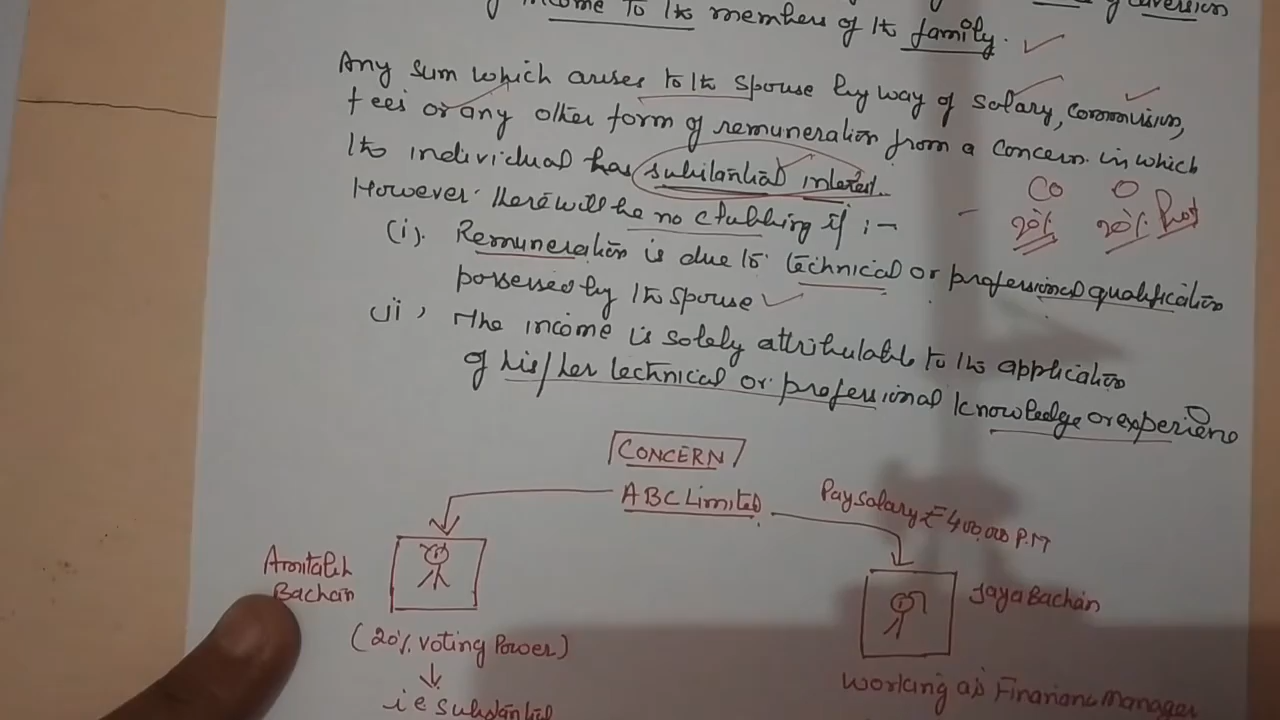 income to the members of the family.
Any sum which arises to the spouse by way of salary, commission,
fees or any other form of remuneration from a concern in which
the individual has substantial interest.
Co O
20% 20% Prof
However there will be no clubbing if :-
(i). Remuneration is due to technical or professional qualification
possessed by the spouse
(ii) The income is solely attributable to the application
of his/her technical or professional knowledge or experience
CONCERN
ABC Limited
Pay salary ₹ 400,000 P.M
Amitabh
Bachan
Jaya Bachan
(20% voting Power)
Working as Finance Manager
i.e substantial